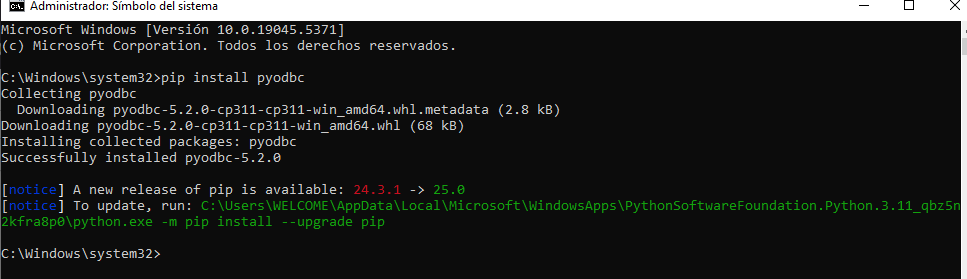 Administrador: Símbolo del sistema
Microsoft Windows [Versión 10.0.19045.5371]
(c) Microsoft Corporation. Todos los derechos reservados.
C:\Windows\system32>pip install pyodbc
Collecting pyodbc
  Downloading pyodbc-5.2.0-cp311-cp311-win_amd64.whl.metadata (2.8 kB)
Downloading pyodbc-5.2.0-cp311-cp311-win_amd64.whl (68 kB)
Installing collected packages: pyodbc
Successfully installed pyodbc-5.2.0
[notice] A new release of pip is available: 24.3.1 -> 25.0
[notice] To update, run: C:\Users\WELCOME\AppData\Local\Microsoft\WindowsApps\PythonSoftwareFoundation.Python.3.11_qbz5n
2kfra8p0\python.exe -m pip install --upgrade pip
C:\Windows\system32>